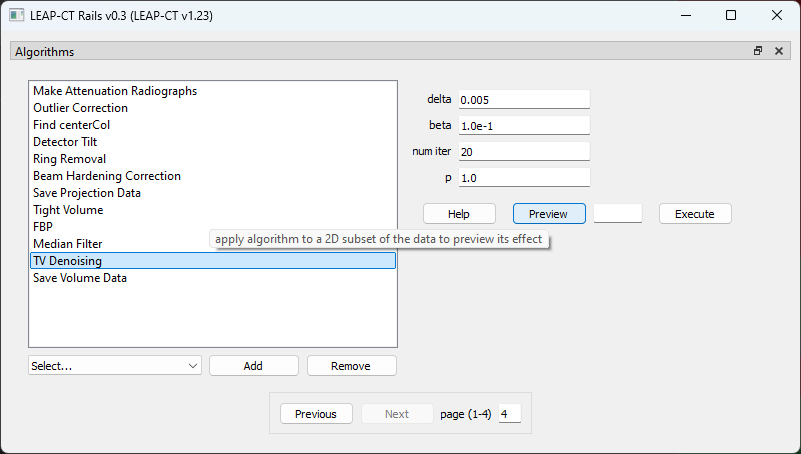 LEAP-CT Rails v0.3 (LEAP-CT v1.23)
Algorithms
Make Attenuation Radiographs
Outlier Correction
Find centerCol
Detector Tilt
Ring Removal
Beam Hardening Correction
Save Projection Data
Tight Volume
FBP
Median Filter
TV Denoising
Save Volume Data
delta 0.005
beta 1.0e-1
num iter 20
p 1.0
Help Preview Execute
apply algorithm to a 2D subset of the data to preview its effect
Select... Add Remove
Previous Next page (1-4) 4